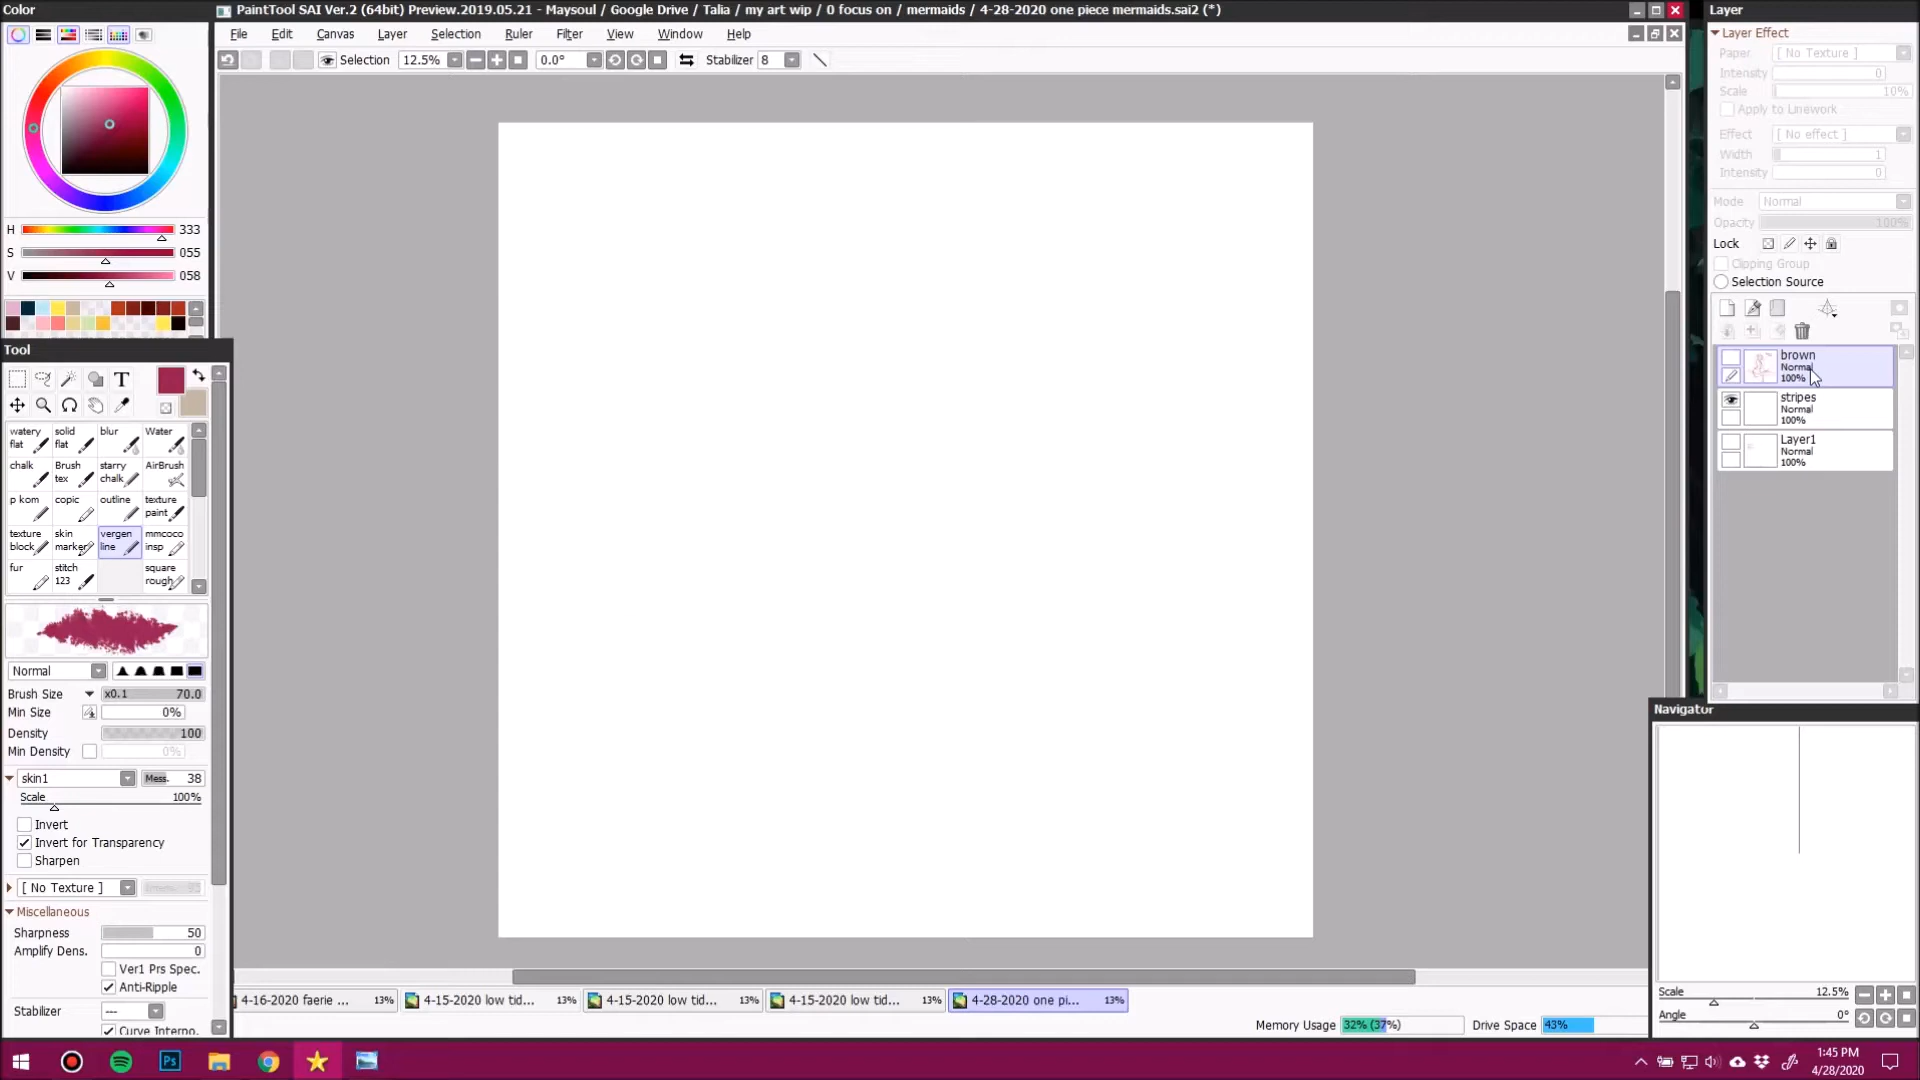 Color
PaintTool SAI Ver.2 (64bit) Preview.2019.05.21 - Maysoul / Google Drive / Talia / my art wip / 0 focus on / mermaids / 4-28-2020 one piece mermaids.sai2 (*)
Layer
File Edit Canvas Layer Selection Ruler Filter View Window Help
Selection 12.5% 0.0° Stabilizer 8
Layer Effect
Paper [ No Texture ]
Intensity 0
Scale 10%
Apply to Linework
Effect [ No effect ]
Width 1
Intensity 0
Mode Normal
Opacity 100%
Lock
Clipping Group
Selection Source
H 333
S 055
V 058
brown
Normal
100%
stripes
Normal
100%
Layer1
Normal
100%
Tool
T
watery flat solid flat blur Water
chalk Brush tex starry chalk AirBrush
p kom copic outline texture paint
texture block skin marker vergen line mmcoco insp
fur stitch 123 square rough
Normal
Brush Size x0.1 70.0
Min Size 0%
Density 100
Min Density 0%
skin1 Mess. 38
Scale 100%
Invert
Invert for Transparency
Sharpen
[ No Texture ]
Miscellaneous
Sharpness 50
Amplify Dens. 0
Ver1 Prs Spec.
Anti-Ripple
Stabilizer ---
Curve Interpo.
Navigator
Scale 12.5%
Angle 0°
4-16-2020 faerie ... 13% 4-15-2020 low tid... 13% 4-15-2020 low tid... 13% 4-15-2020 low tid... 13% 4-28-2020 one pi... 13%
Memory Usage 32% (37%) Drive Space 43%
Ps
1:45 PM
4/28/2020